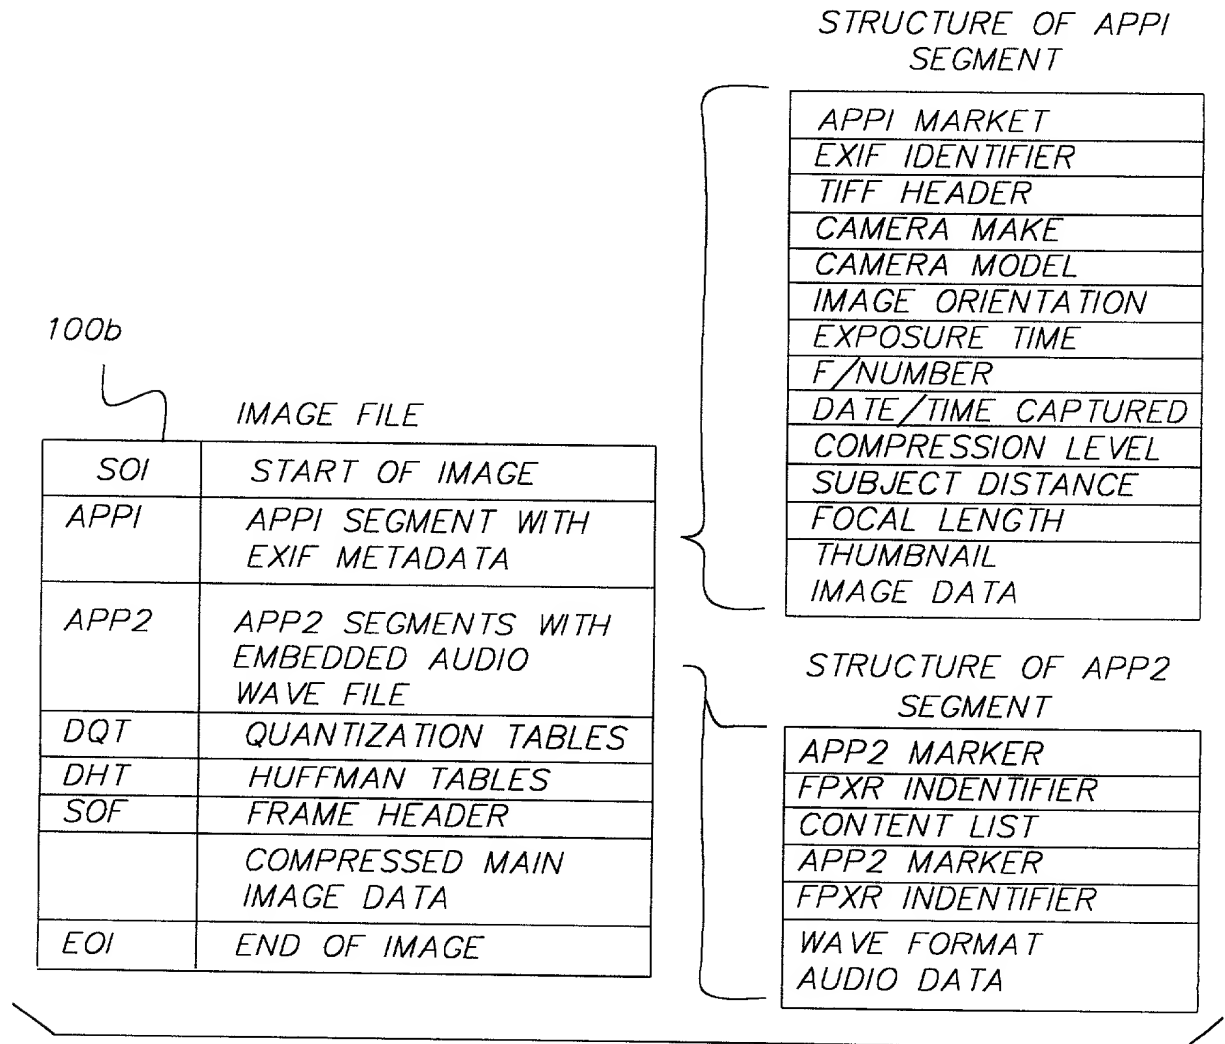 STRUCTURE OF APP1
SEGMENT
APP1 MARKET
EXIF IDENTIFIER
TIFF HEADER
CAMERA MAKE
CAMERA MODEL
IMAGE ORIENTATION
EXPOSURE TIME
F/NUMBER
DATE/TIME CAPTURED
COMPRESSION LEVEL
SUBJECT DISTANCE
FOCAL LENGTH
THUMBNAIL
IMAGE DATA
100b
IMAGE FILE
SOI START OF IMAGE
APP1 APP1 SEGMENT WITH
EXIF METADATA
APP2 APP2 SEGMENTS WITH
EMBEDDED AUDIO
WAVE FILE
DQT QUANTIZATION TABLES
DHT HUFFMAN TABLES
SOF FRAME HEADER
COMPRESSED MAIN
IMAGE DATA
EOI END OF IMAGE
STRUCTURE OF APP2
SEGMENT
APP2 MARKER
FPXR INDENTIFIER
CONTENT LIST
APP2 MARKER
FPXR INDENTIFIER
WAVE FORMAT
AUDIO DATA